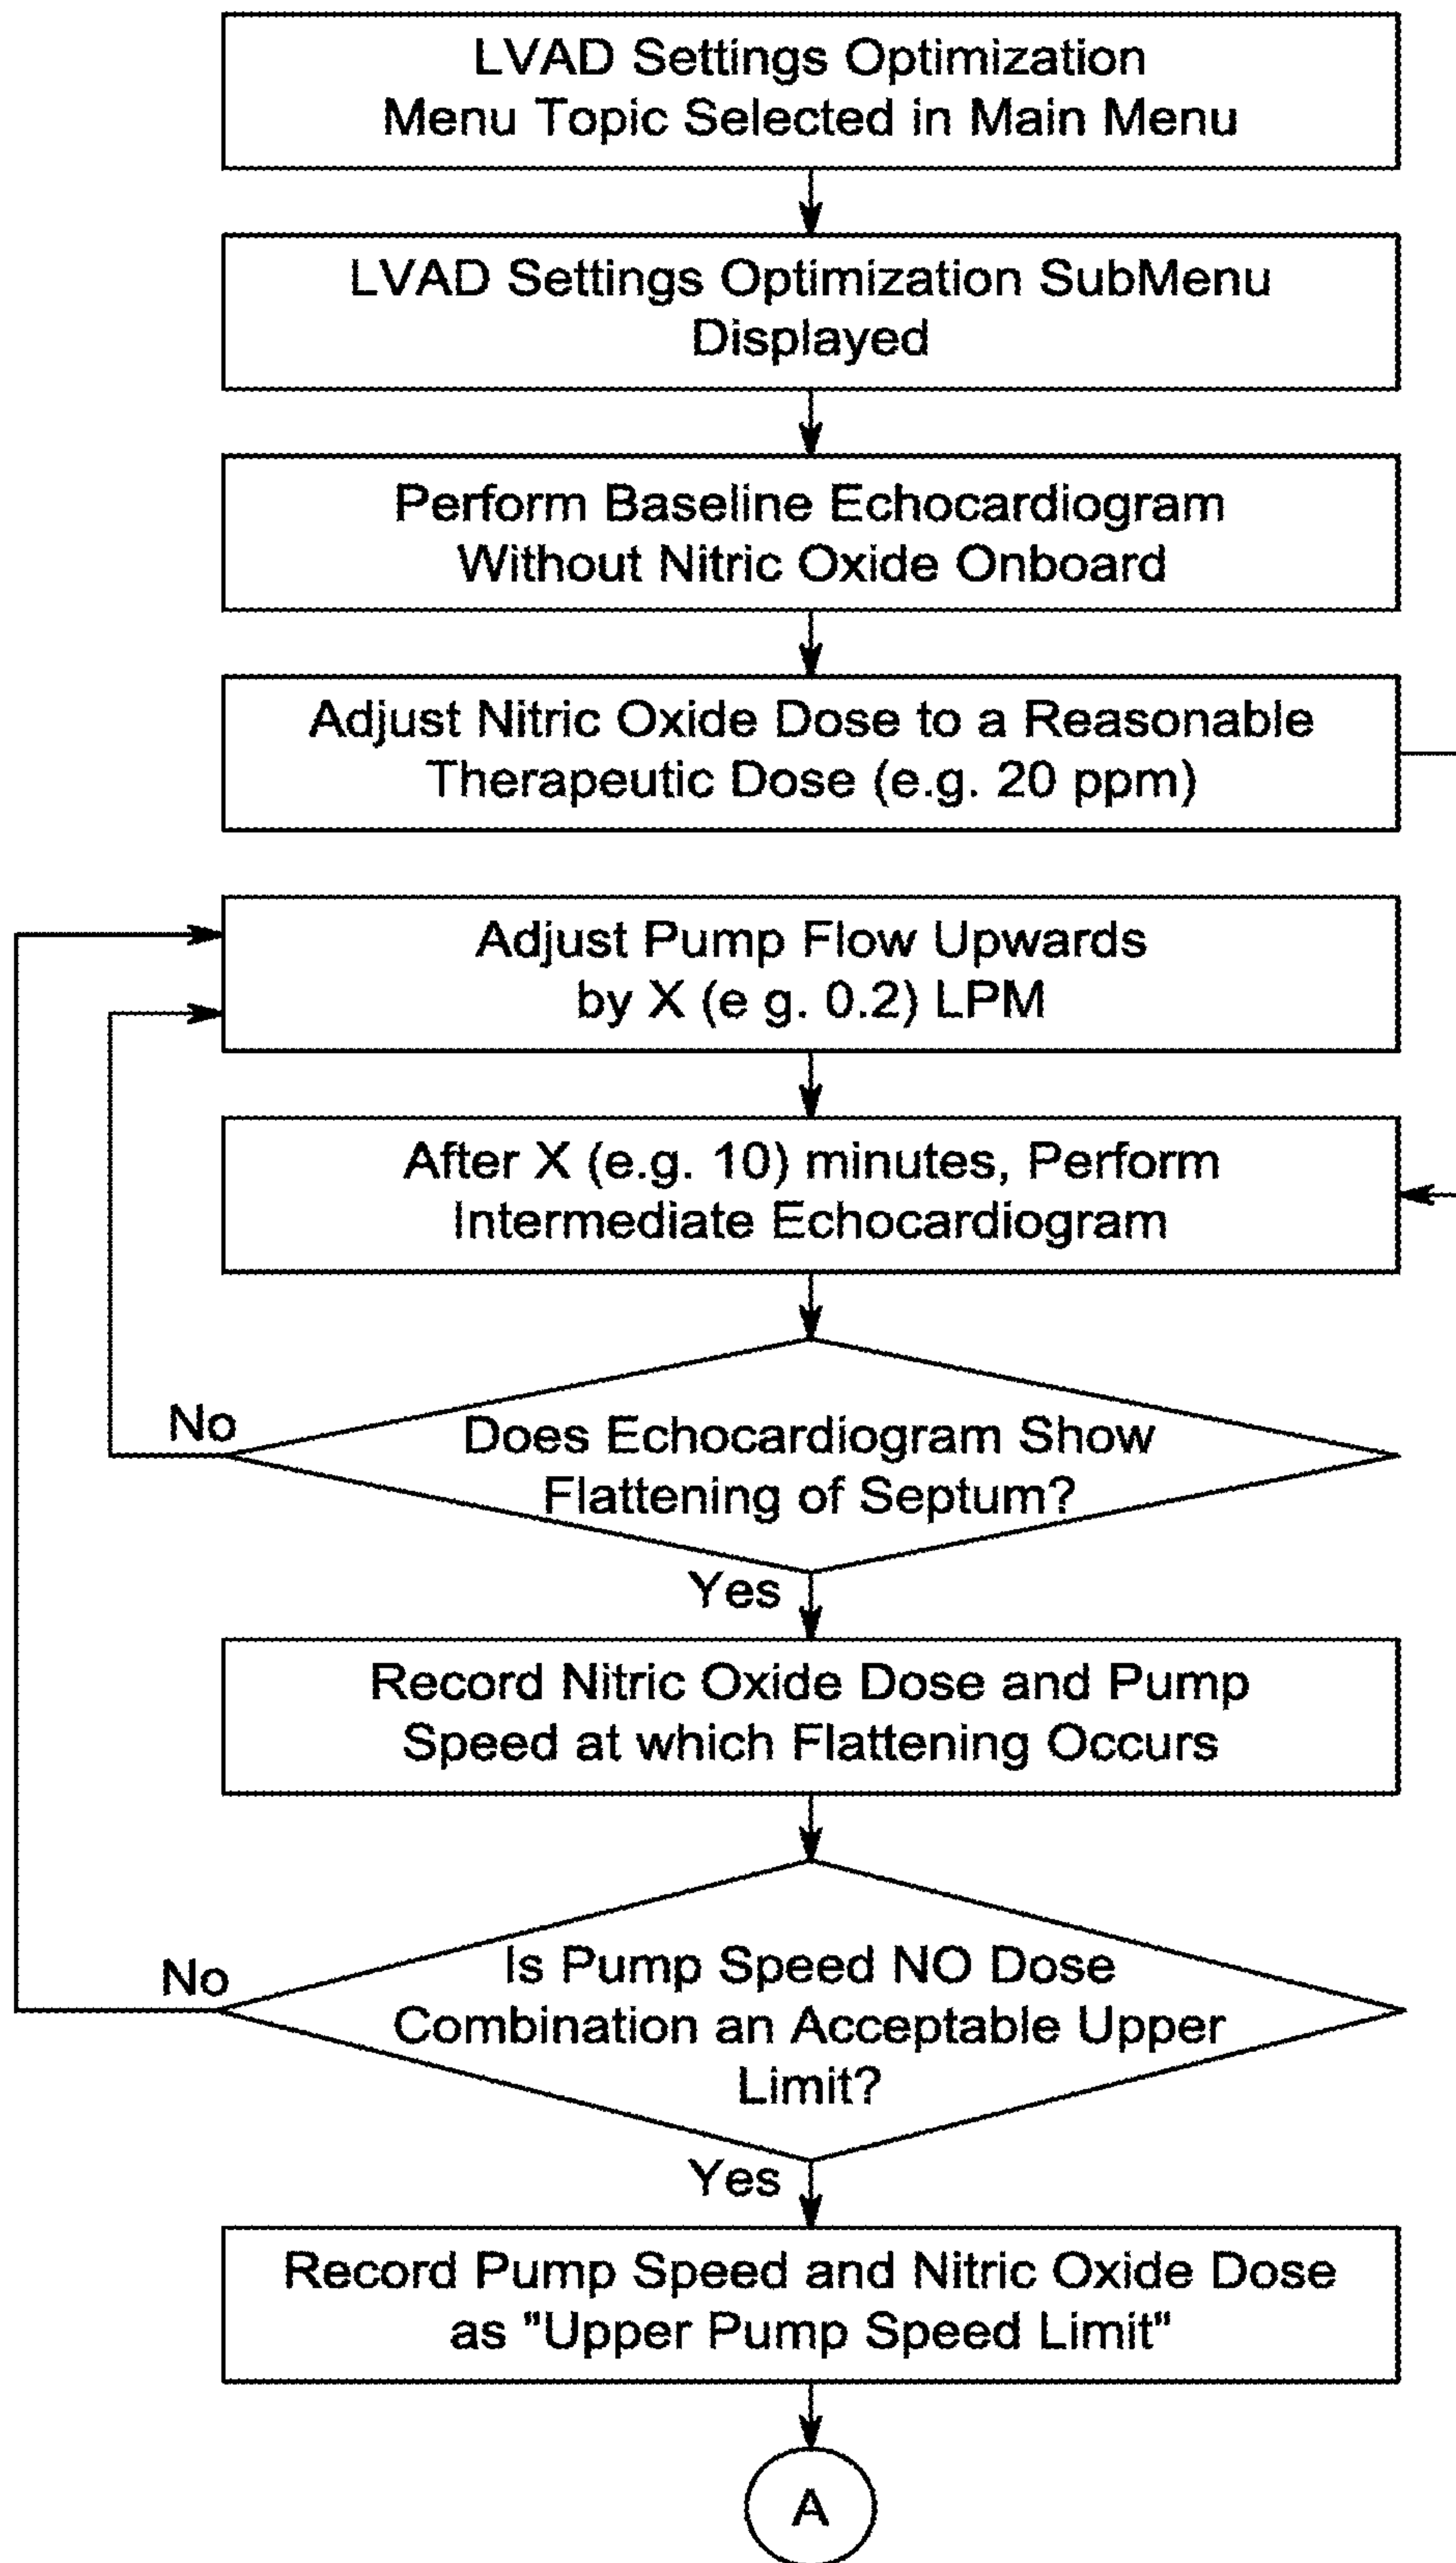 LVAD Settings Optimization
Menu Topic Selected in Main Menu
LVAD Settings Optimization SubMenu
Displayed
Perform Baseline Echocardiogram
Without Nitric Oxide Onboard
Adjust Nitric Oxide Dose to a Reasonable
Therapeutic Dose (e.g. 20 ppm)
Adjust Pump Flow Upwards
by X (e g. 0.2) LPM
After X (e.g. 10) minutes, Perform
Intermediate Echocardiogram
No
Does Echocardiogram Show
Flattening of Septum?
Yes
Record Nitric Oxide Dose and Pump
Speed at which Flattening Occurs
No
Is Pump Speed NO Dose
Combination an Acceptable Upper
Limit?
Yes
Record Pump Speed and Nitric Oxide Dose
as "Upper Pump Speed Limit"
A